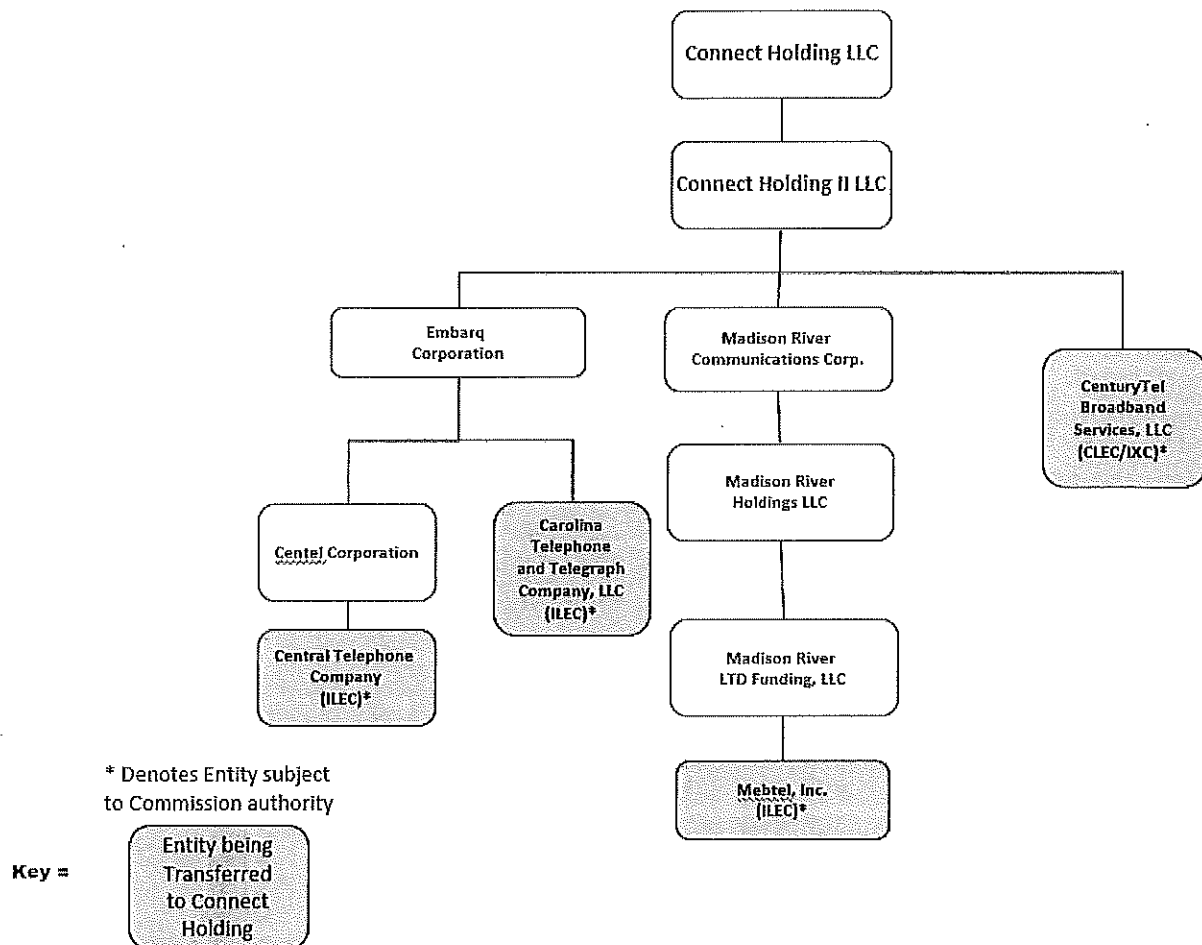 Connect Holding LLC
Connect Holding II LLC
Embarq
Corporation
Madison River
Communications Corp.
CenturyTel
Broadband
Services, LLC
(CLEC/IXC)*
Madison River
Holdings LLC
Centel Corporation
Carolina
Telephone
and Telegraph
Company, LLC
(ILEC)*
Central Telephone
Company
(ILEC)*
Madison River
LTD Funding, LLC
Mebtel, Inc.
(ILEC)*
* Denotes Entity subject
to Commission authority
Key =
Entity being
Transferred
to Connect
Holding